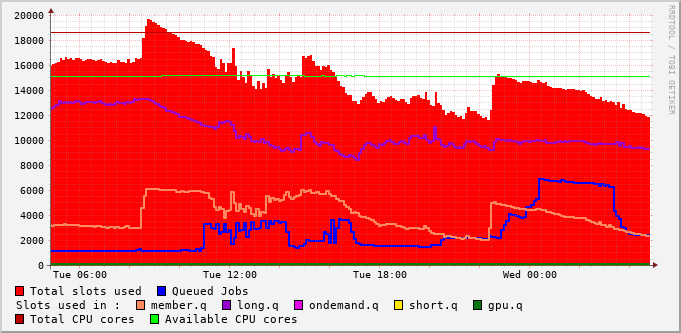 20000
18000
16000
14000
12000
10000
8000
6000
4000
2000
0
Tue 06:00 Tue 12:00 Tue 18:00 Wed 00:00
Total slots used Queued Jobs
Slots used in : member.q long.q ondemand.q short.q gpu.q
Total CPU cores Available CPU cores
RRDTOOL / TOBI OETIKER